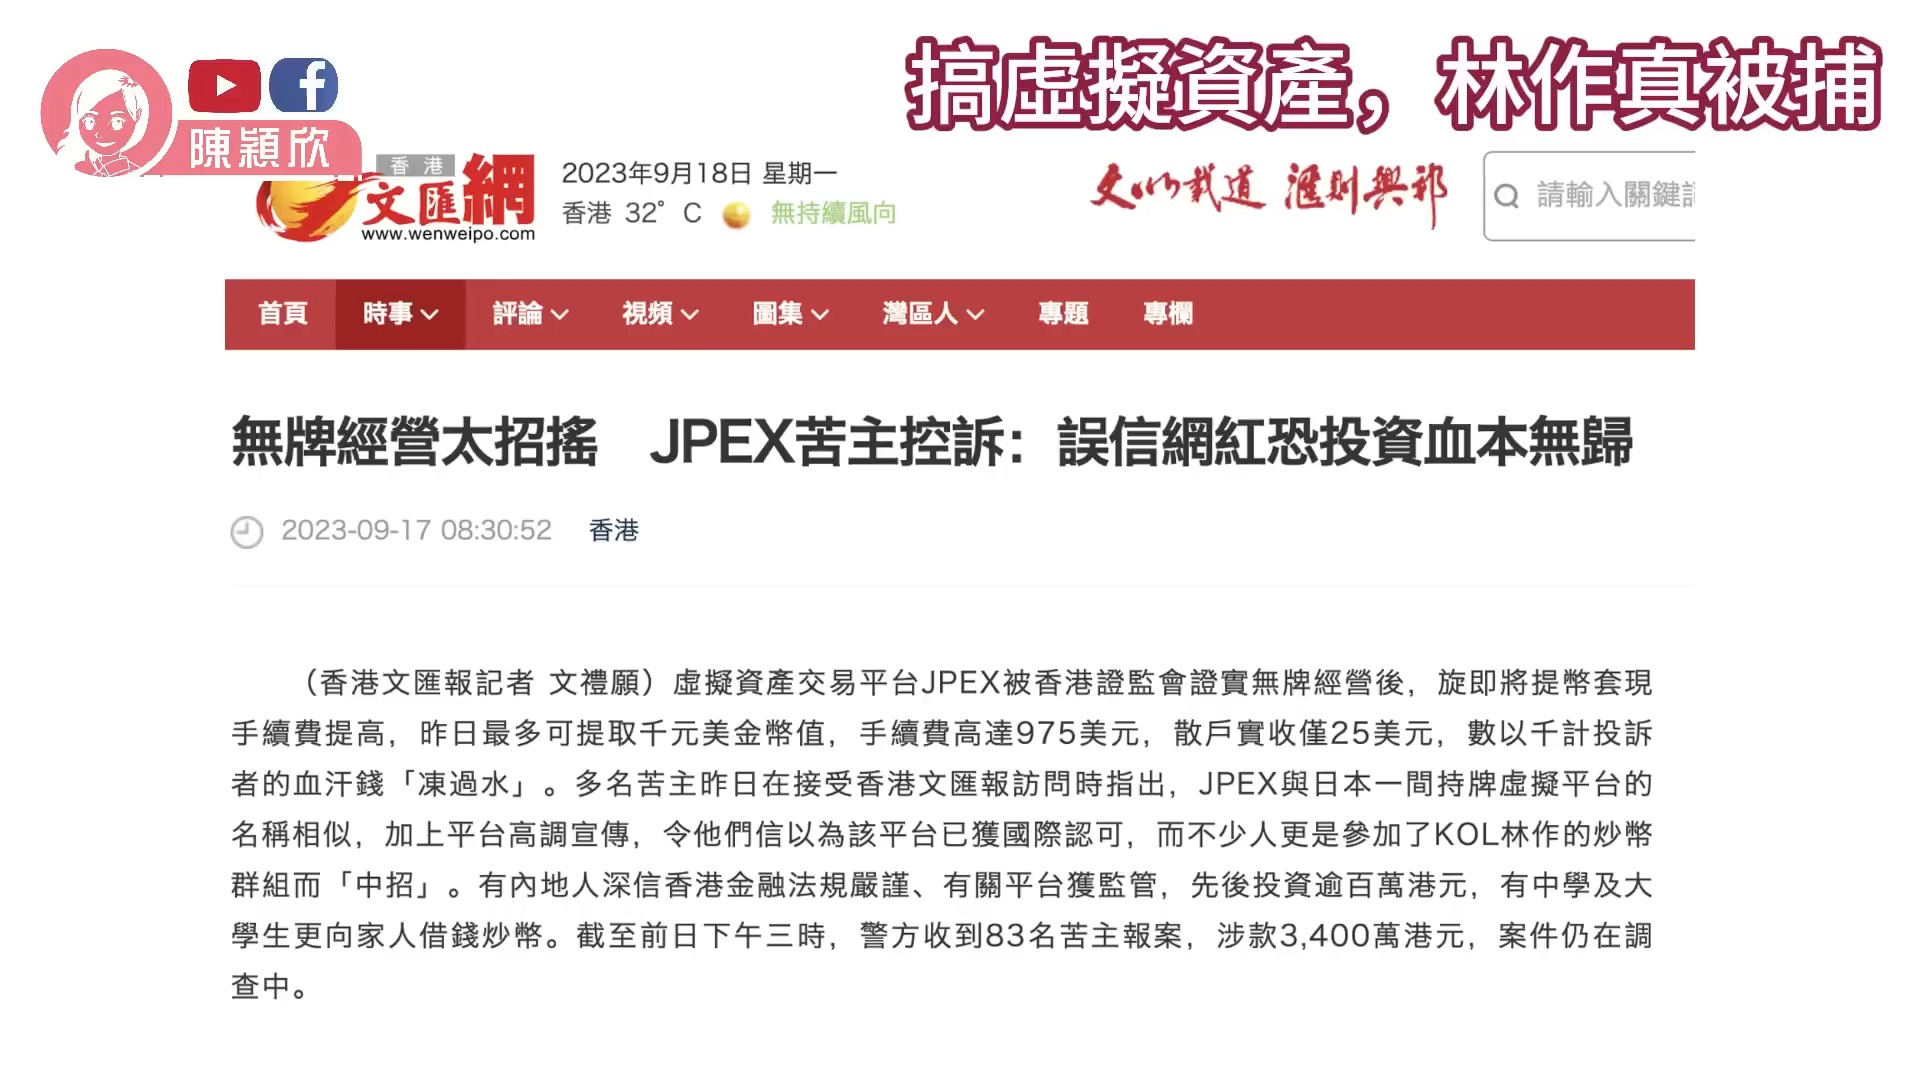 搞虛擬資產，林作真被捕
陳穎欣
香港
文匯網
www.wenweipo.com
2023年9月18日 星期一
香港 32°C 無持續風向
文以載道 匯則興邦
請輸入關鍵詞
首頁 時事 評論 視頻 圖集 灣區人 專題 專欄
無牌經營太招搖 JPEX苦主控訴：誤信網紅恐投資血本無歸
2023-09-17 08:30:52 香港
（香港文匯報記者 文禮願）虛擬資產交易平台JPEX被香港證監會證實無牌經營後，旋即將提幣套現
手續費提高，昨日最多可提取千元美金幣值，手續費高達975美元，散戶實收僅25美元，數以千計投訴
者的血汗錢「凍過水」。多名苦主昨日在接受香港文匯報訪問時指出，JPEX與日本一間持牌虛擬平台的
名稱相似，加上平台高調宣傳，令他們信以為該平台已獲國際認可，而不少人更是參加了KOL林作的炒幣
群組而「中招」。有內地人深信香港金融法規嚴謹、有關平台獲監管，先後投資逾百萬港元，有中學及大
學生更向家人借錢炒幣。截至前日下午三時，警方收到83名苦主報案，涉款3,400萬港元，案件仍在調
查中。